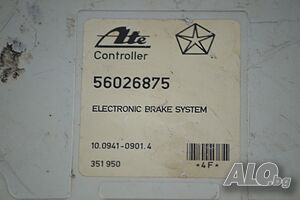 Ate
Controller
56026875
ELECTRONIC BRAKE SYSTEM
10.0941-0901.4
351 950
*4F*
ALO.bg